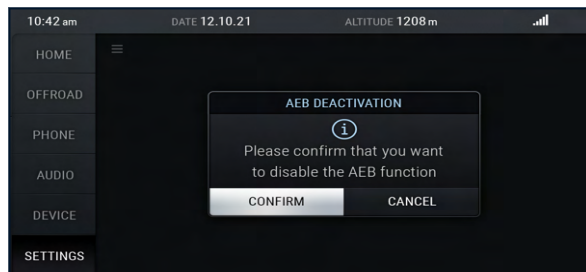 10:42 am DATE 12.10.21 ALTITUDE 1208 m
HOME
OFFROAD
PHONE
AUDIO
DEVICE
SETTINGS
AEB DEACTIVATION
i
Please confirm that you want
to disable the AEB function
CONFIRM CANCEL